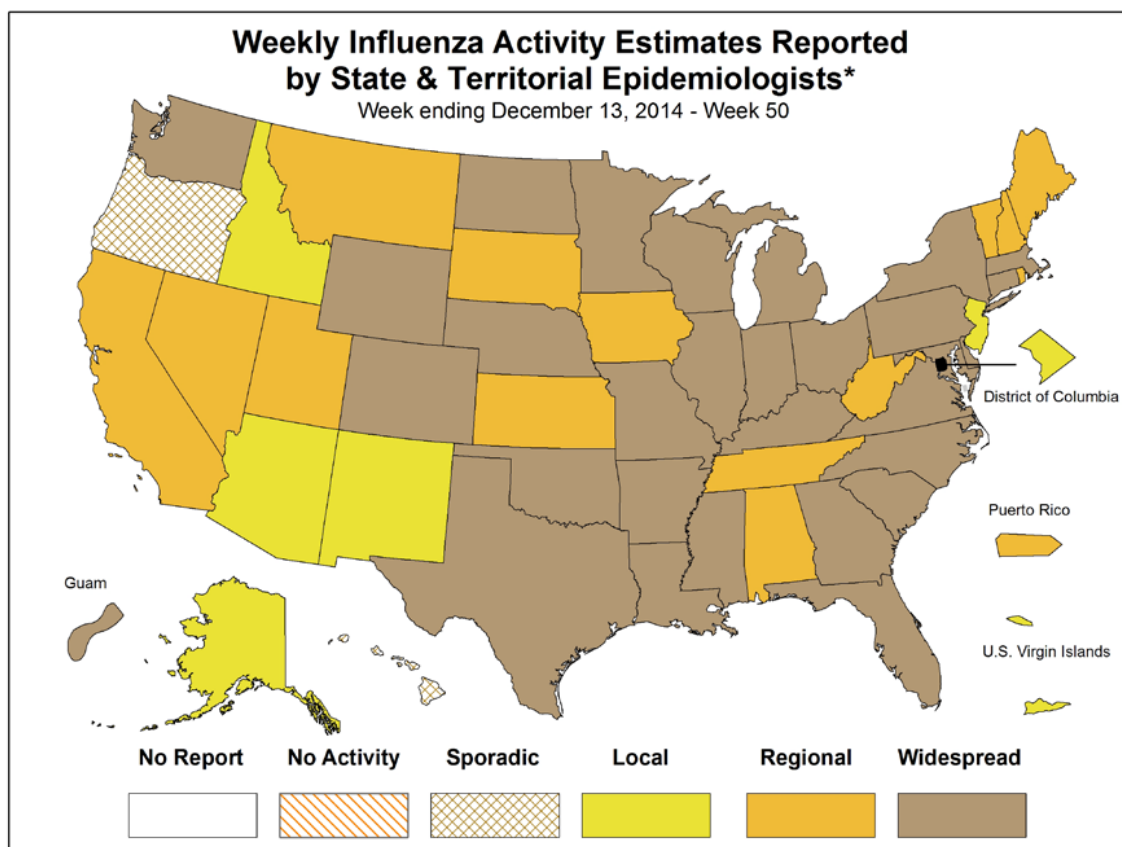 Weekly Influenza Activity Estimates Reported
by State & Territorial Epidemiologists*
Week ending December 13, 2014 - Week 50
District of Columbia
Puerto Rico
Guam
U.S. Virgin Islands
No Report No Activity Sporadic Local Regional Widespread